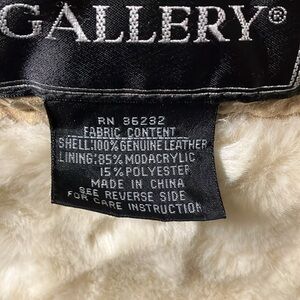 GALLERY®
RN 86232
FABRIC CONTENT
SHELL:100% GENUINE LEATHER
LINING:85% MODACRYLIC
15% POLYESTER
MADE IN CHINA
SEE REVERSE SIDE
FOR CARE INSTRUCTION